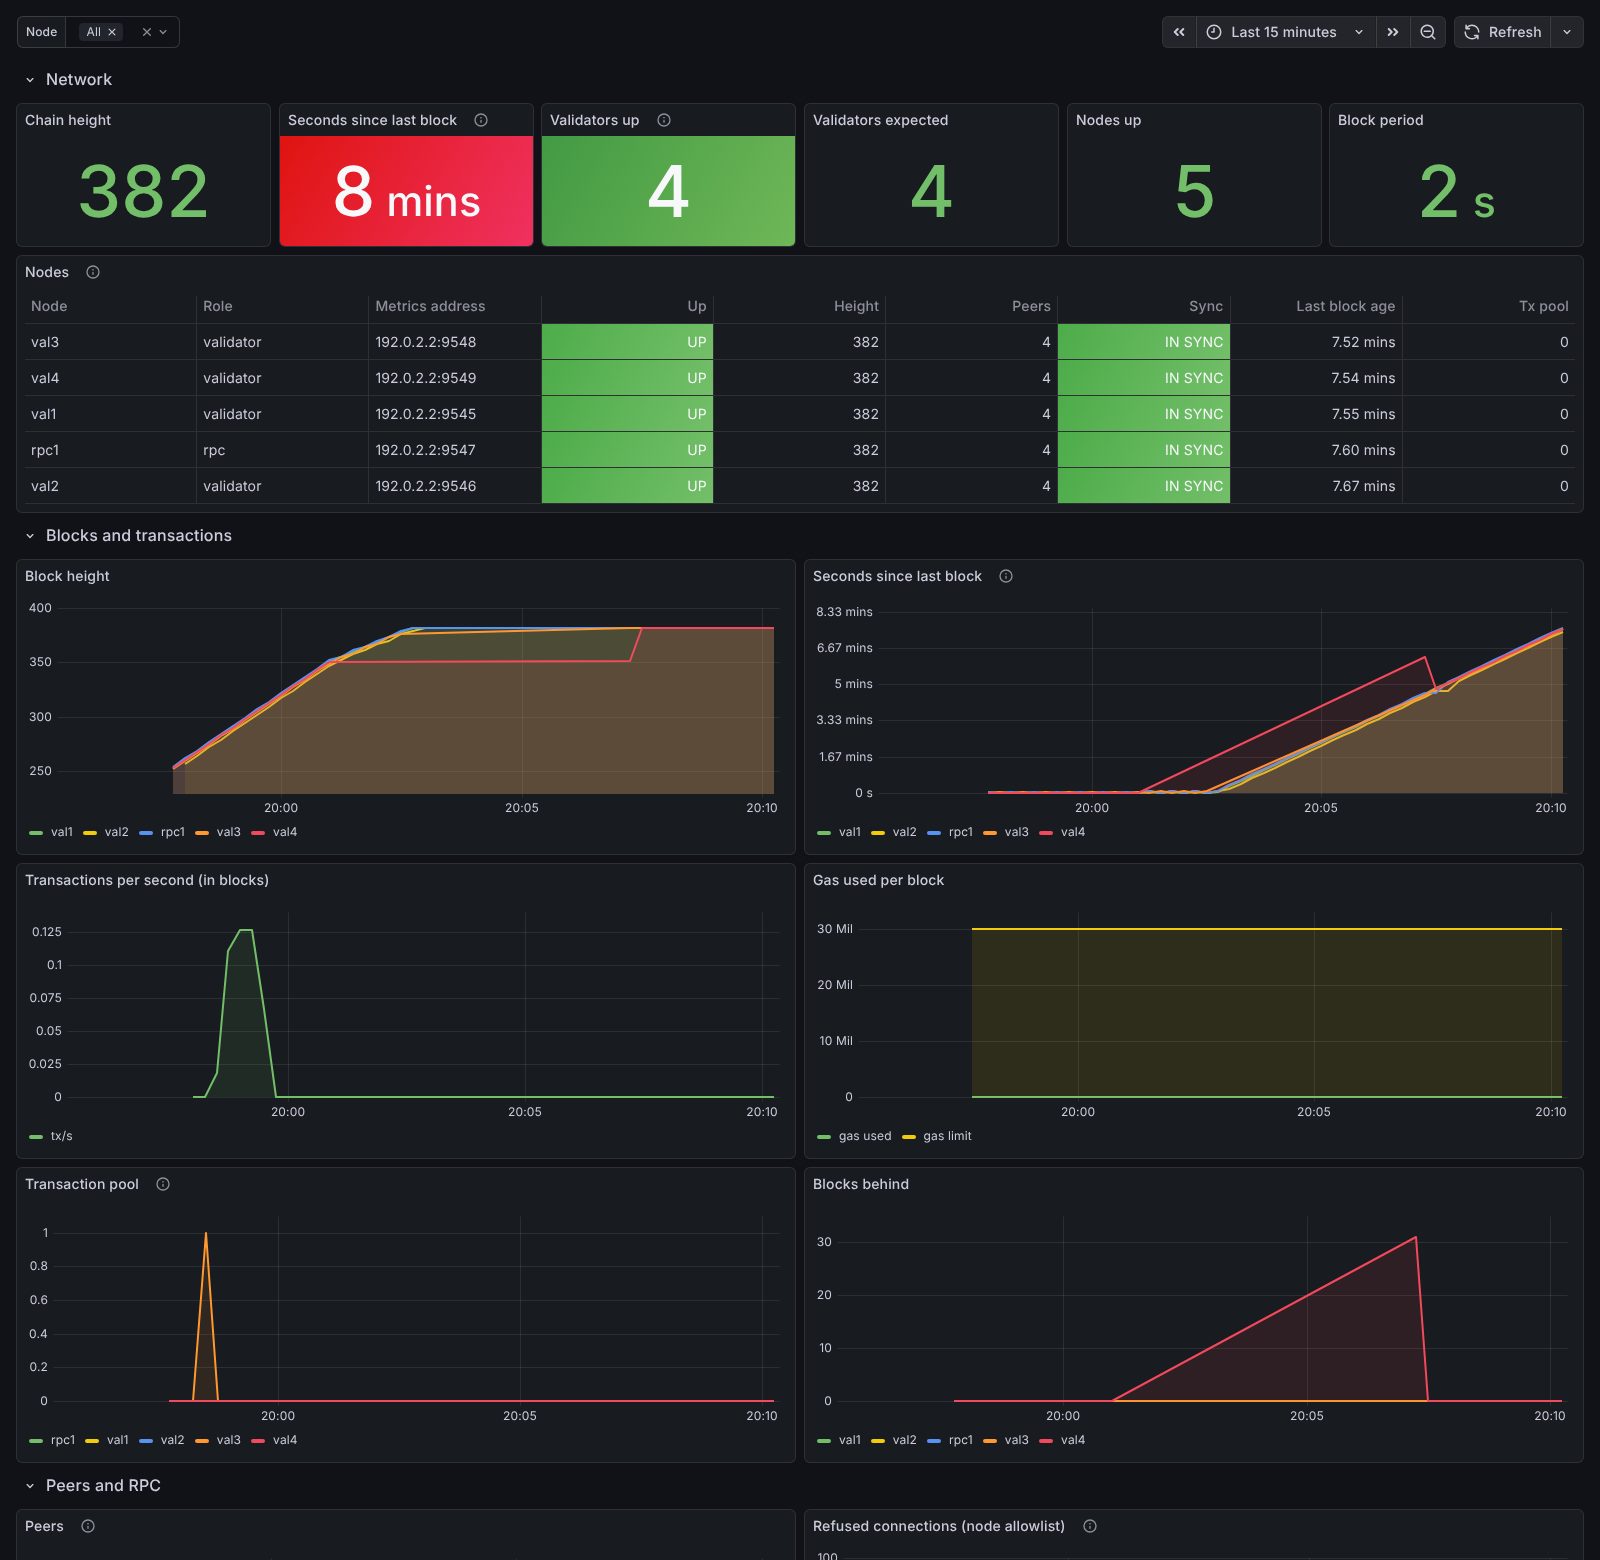 Node All
Last 15 minutes Refresh
Network
Chain height
382
Seconds since last block
8 mins
Validators up
4
Validators expected
4
Nodes up
5
Block period
2 s
Nodes
Node Role Metrics address Up Height Peers Sync Last block age Tx pool
val3 validator 192.0.2.2:9548 UP 382 4 IN SYNC 7.52 mins 0
val4 validator 192.0.2.2:9549 UP 382 4 IN SYNC 7.54 mins 0
val1 validator 192.0.2.2:9545 UP 382 4 IN SYNC 7.55 mins 0
rpc1 rpc 192.0.2.2:9547 UP 382 4 IN SYNC 7.60 mins 0
val2 validator 192.0.2.2:9546 UP 382 4 IN SYNC 7.67 mins 0
Blocks and transactions
Block height
400
350
300
250
20:00 20:05 20:10
val1 val2 rpc1 val3 val4
Seconds since last block
8.33 mins
6.67 mins
5 mins
3.33 mins
1.67 mins
0 s
20:00 20:05 20:10
val1 val2 rpc1 val3 val4
Transactions per second (in blocks)
0.125
0.1
0.075
0.05
0.025
0
20:00 20:05 20:10
tx/s
Gas used per block
30 Mil
20 Mil
10 Mil
0
20:00 20:05 20:10
gas used gas limit
Transaction pool
1
0.8
0.6
0.4
0.2
0
20:00 20:05 20:10
rpc1 val1 val2 val3 val4
Blocks behind
30
20
10
0
20:00 20:05 20:10
val1 val2 rpc1 val3 val4
Peers and RPC
Peers
Refused connections (node allowlist)
100